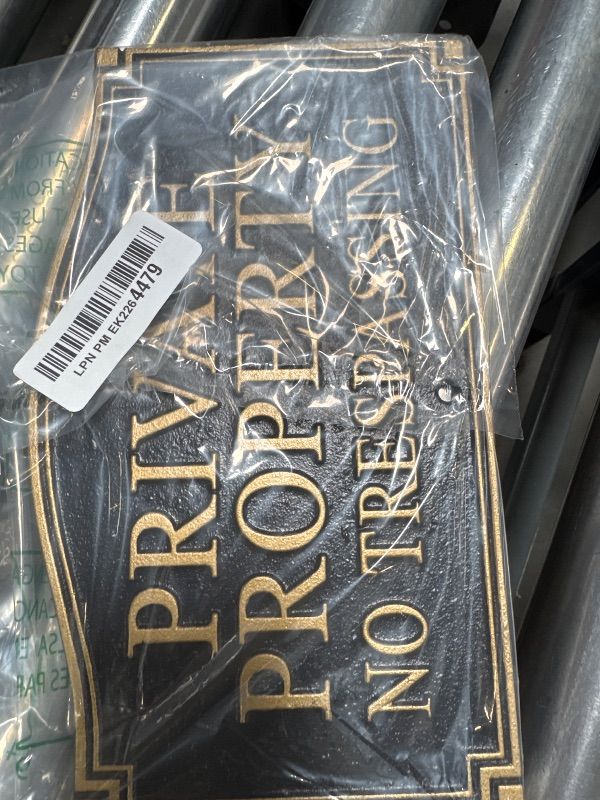 PRIVATE
PROPERTY
NO TRESPASSING
LPN PM EK2264479